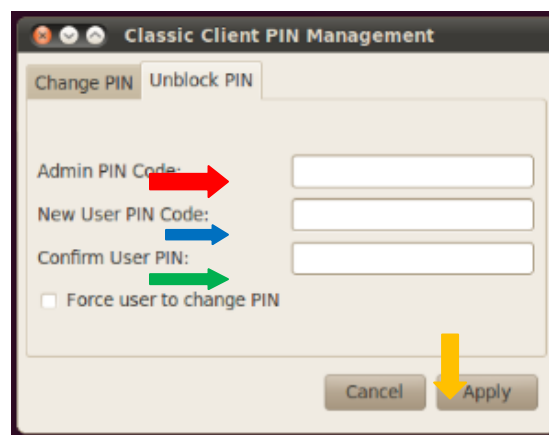 Classic Client PIN Management
Change PIN Unblock PIN
Admin PIN Code:
New User PIN Code:
Confirm User PIN:
Force user to change PIN
Cancel Apply